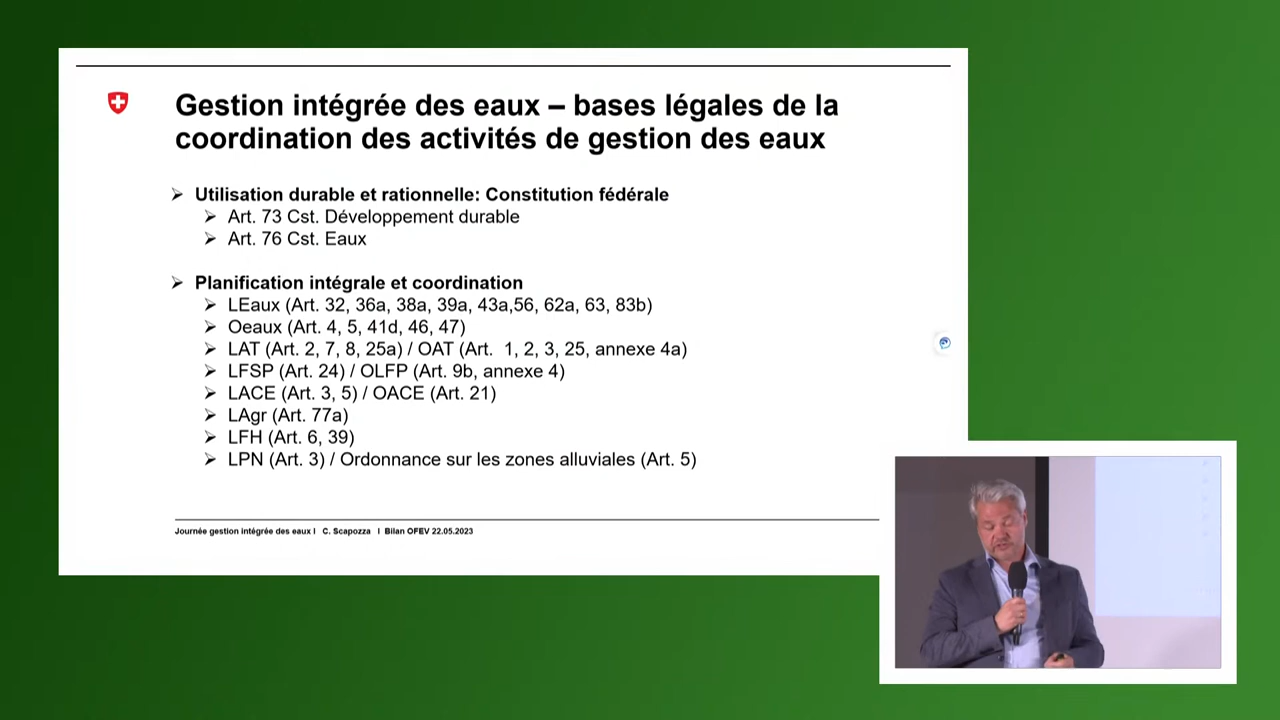 Gestion intégrée des eaux – bases légales de la
coordination des activités de gestion des eaux
Utilisation durable et rationnelle: Constitution fédérale
Art. 73 Cst. Développement durable
Art. 76 Cst. Eaux
Planification intégrale et coordination
LEaux (Art. 32, 36a, 38a, 39a, 43a,56, 62a, 63, 83b)
Oeaux (Art. 4, 5, 41d, 46, 47)
LAT (Art. 2, 7, 8, 25a) / OAT (Art. 1, 2, 3, 25, annexe 4a)
LFSP (Art. 24) / OLFP (Art. 9b, annexe 4)
LACE (Art. 3, 5) / OACE (Art. 21)
LAgr (Art. 77a)
LFH (Art. 6, 39)
LPN (Art. 3) / Ordonnance sur les zones alluviales (Art. 5)
Journée gestion intégrée des eaux I C. Scapozza I Bilan OFEV 22.05.2023